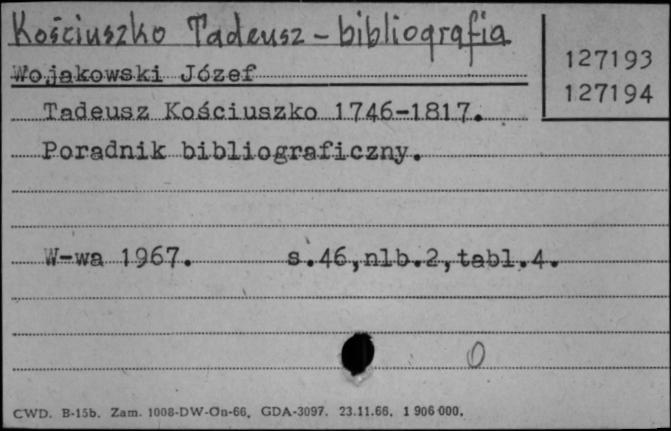 Kościuszko Tadeusz - bibliografia
127193
Wojakowski Józef
127194
Tadeusz Kościuszko 1746-1817.
Poradnik bibliograficzny.
W-wa 1967. s.46,nlb.2,tabl.4.
0
CWD. B-15b. Zam. 1008-DW-On-66, GDA-3097. 23.11.66. 1 906 000.